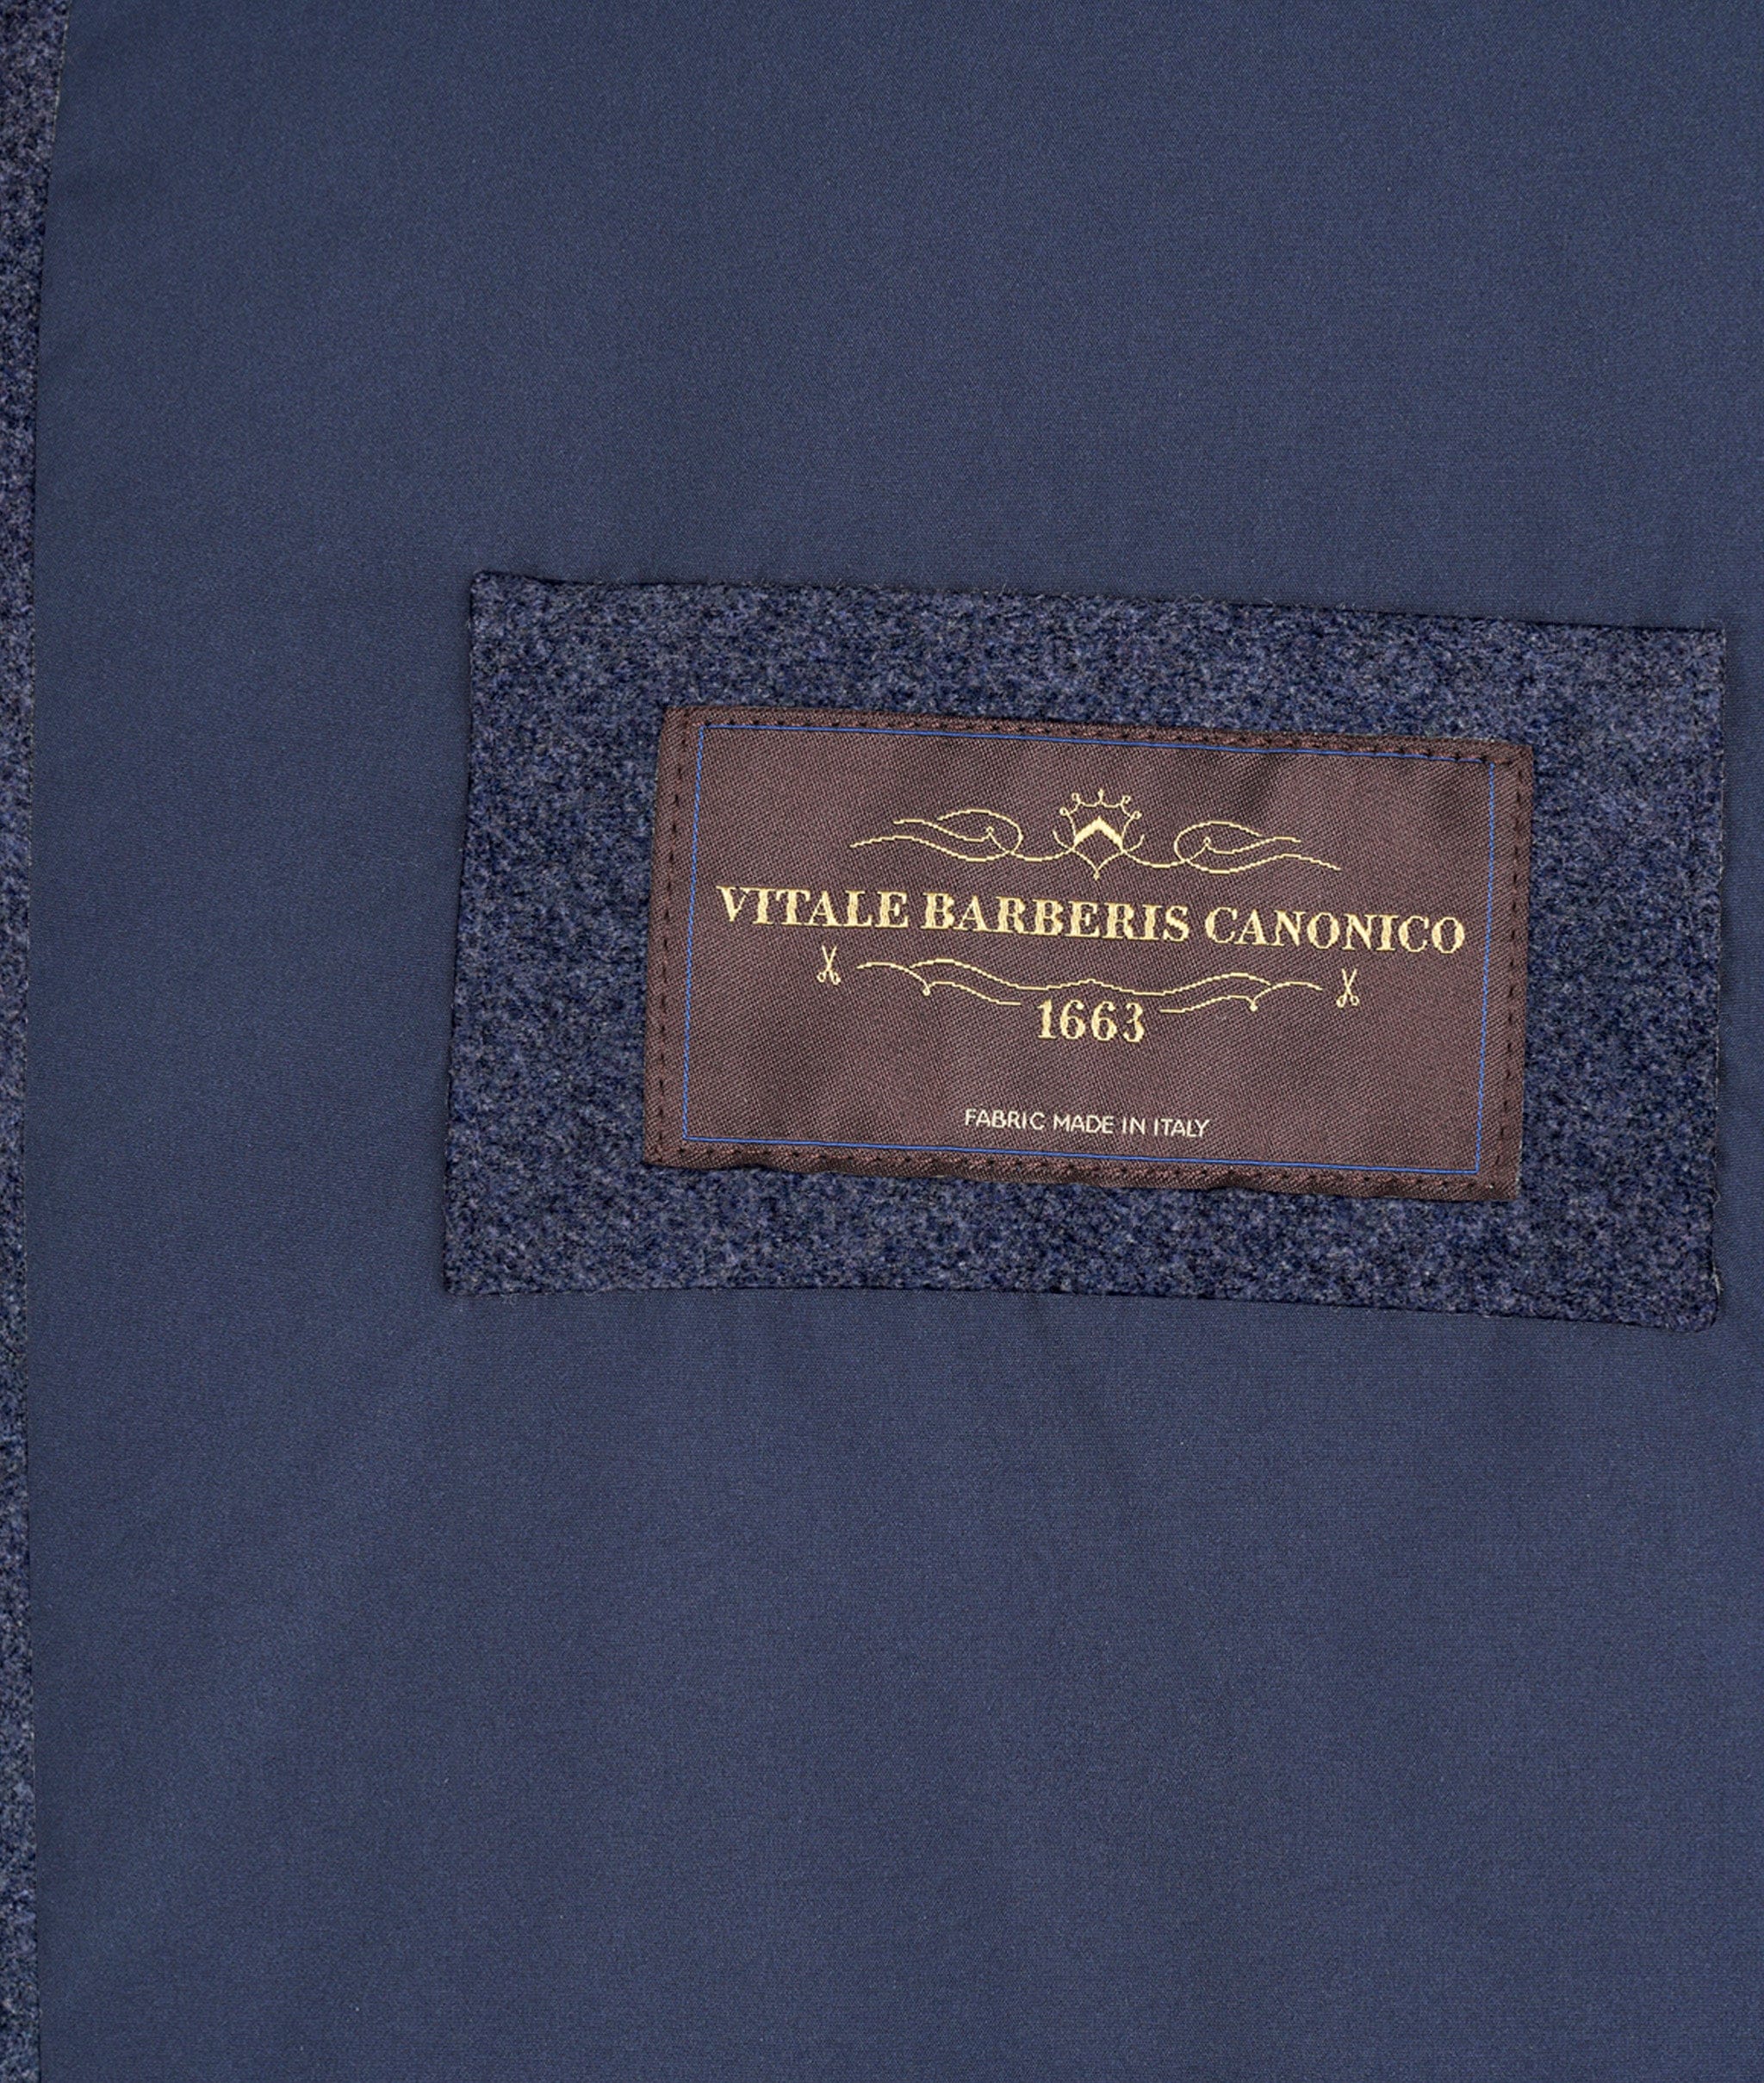 VITALE BARBERIS CANONICO
1663
FABRIC MADE IN ITALY